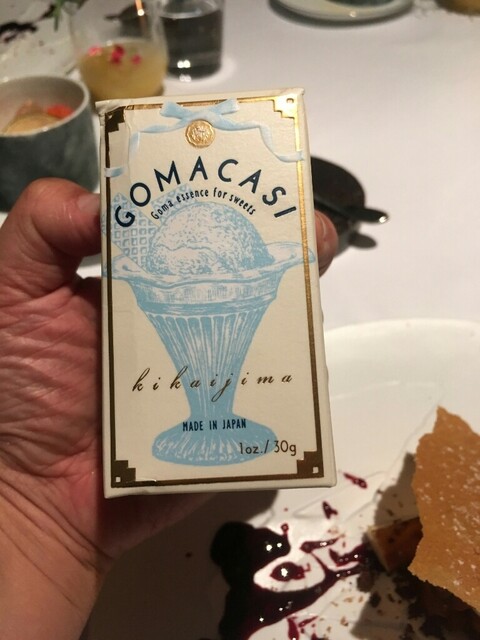 GOMACASI
Goma essence for sweets
kikaijima
MADE IN JAPAN
1oz./30g